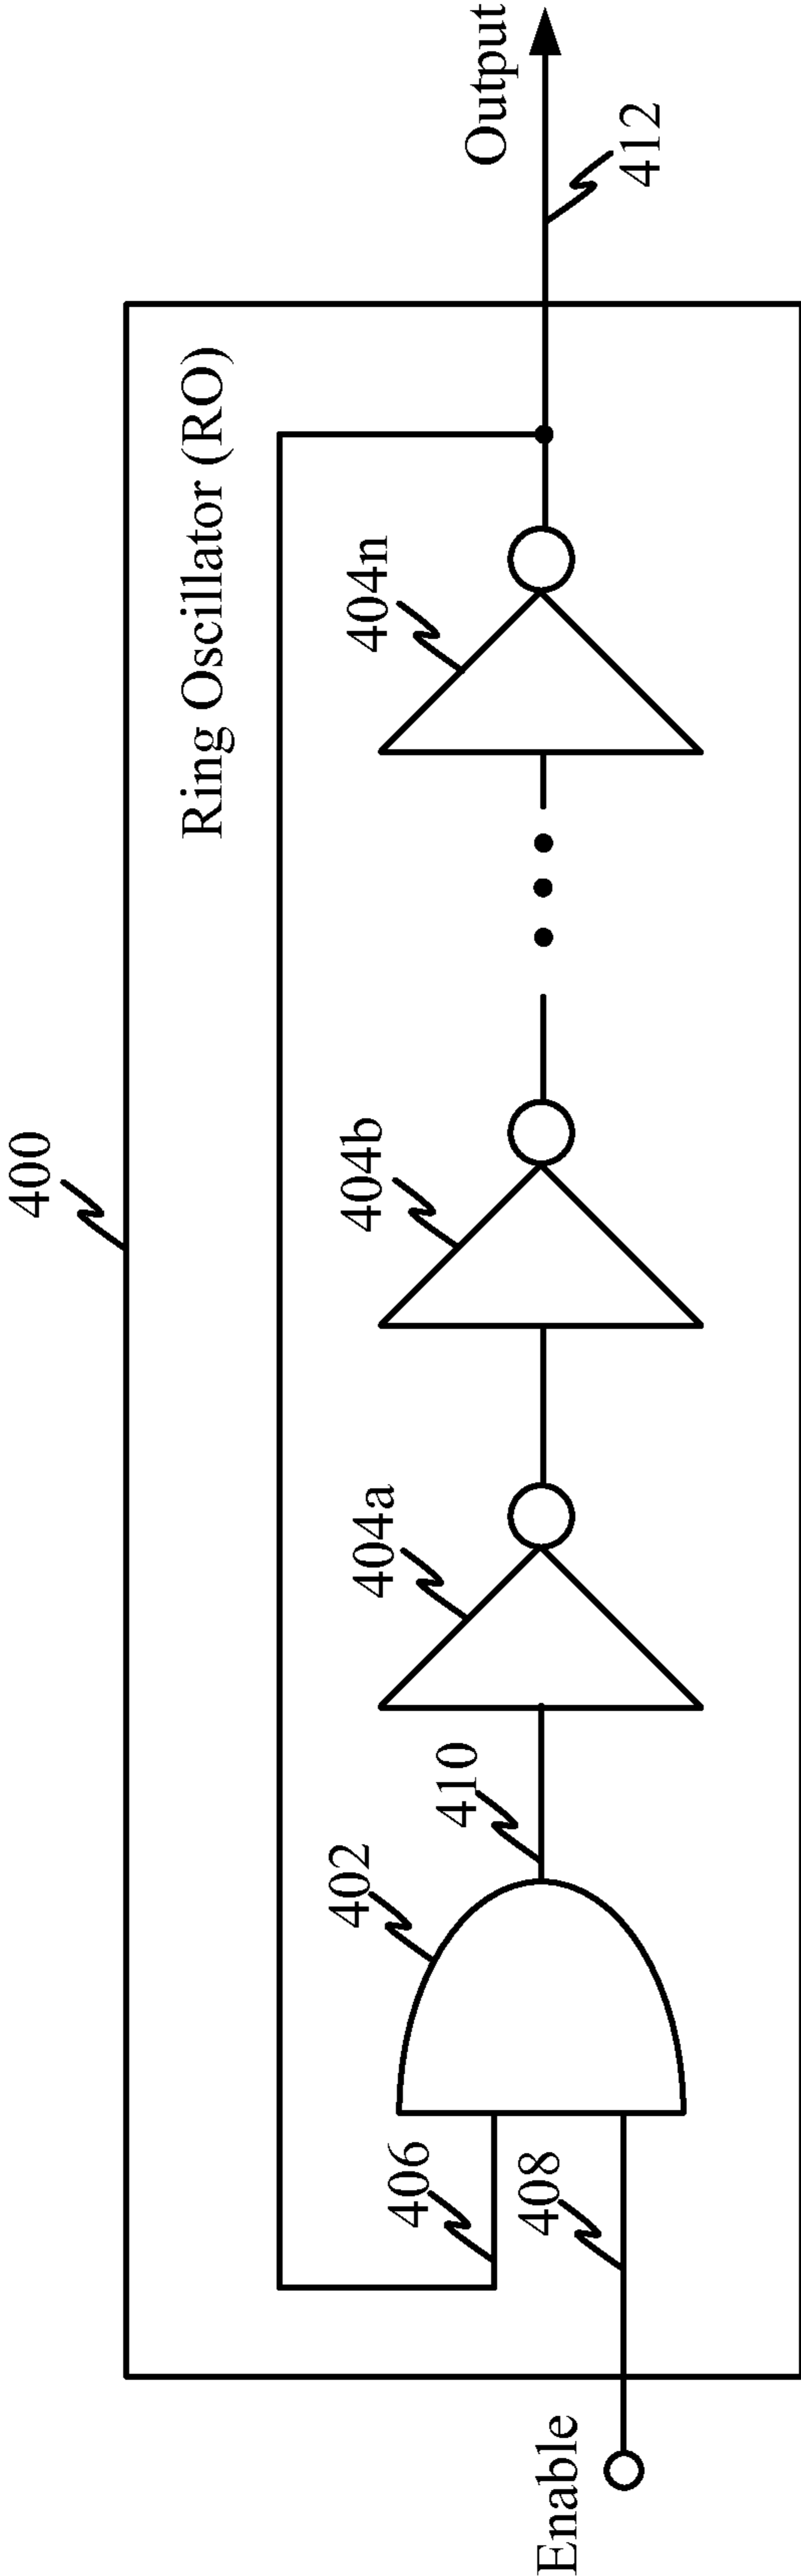 400
Ring Oscillator (RO)
402
404a
404b
404n
406
410
408
Enable
Output
412